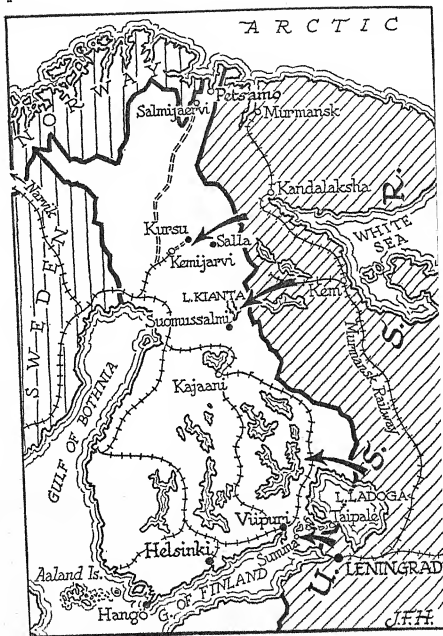 ARCTIC
NORWAY
Petsamo
Salmijaervi
Murmansk
Narvik
Kandalaksha
WHITE
SEA
Kursu
Salla
Kemijarvi
L. KIANTA
Kem
Suomussalmi
Murmansk Railway
SWEDEN
GULF OF BOTHNIA
Kajaani
L. LADOGA
Taipale
Viipuri
Summa
Helsinki
LENINGRAD
Aaland Is.
Hango
G. OF FINLAND
U. S. S. R.
J.F.H.